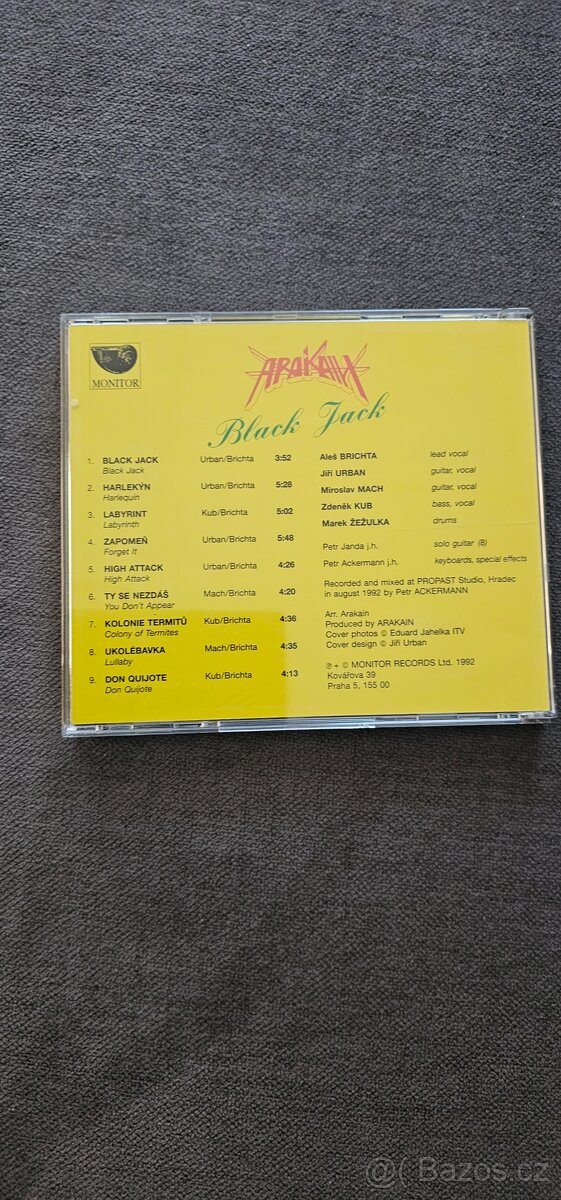 MONITOR
ARAKAIN
Black Jack
1. BLACK JACK Urban/Brichta 3:52
Black Jack
2. HARLEKÝN Urban/Brichta 5:28
Harlequin
3. LABYRINT Kub/Brichta 5:02
Labyrinth
4. ZAPOMEŇ Urban/Brichta 5:48
Forget It
5. HIGH ATTACK Urban/Brichta 4:26
High Attack
6. TY SE NEZDÁŠ Mach/Brichta 4:20
You Don't Appear
7. KOLONIE TERMITŮ Kub/Brichta 4:36
Colony of Termites
8. UKOLÉBAVKA Mach/Brichta 4:35
Lullaby
9. DON QUIJOTE Kub/Brichta 4:13
Don Quijote
Aleš BRICHTA lead vocal
Jiří URBAN guitar, vocal
Miroslav MACH guitar, vocal
Zdeněk KUB bass, vocal
Marek ŽEŽULKA drums
Petr Janda j.h. solo guitar (8)
Petr Ackermann j.h. keyboards, special effects
Recorded and mixed at PROPAST Studio, Hradec
in august 1992 by Petr ACKERMANN
Arr. Arakain
Produced by ARAKAIN
Cover photos © Eduard Jahelka ITV
Cover design © Jiří Urban
℗ + © MONITOR RECORDS Ltd. 1992
Kovářova 39
Praha 5, 155 00
Bazoš.cz